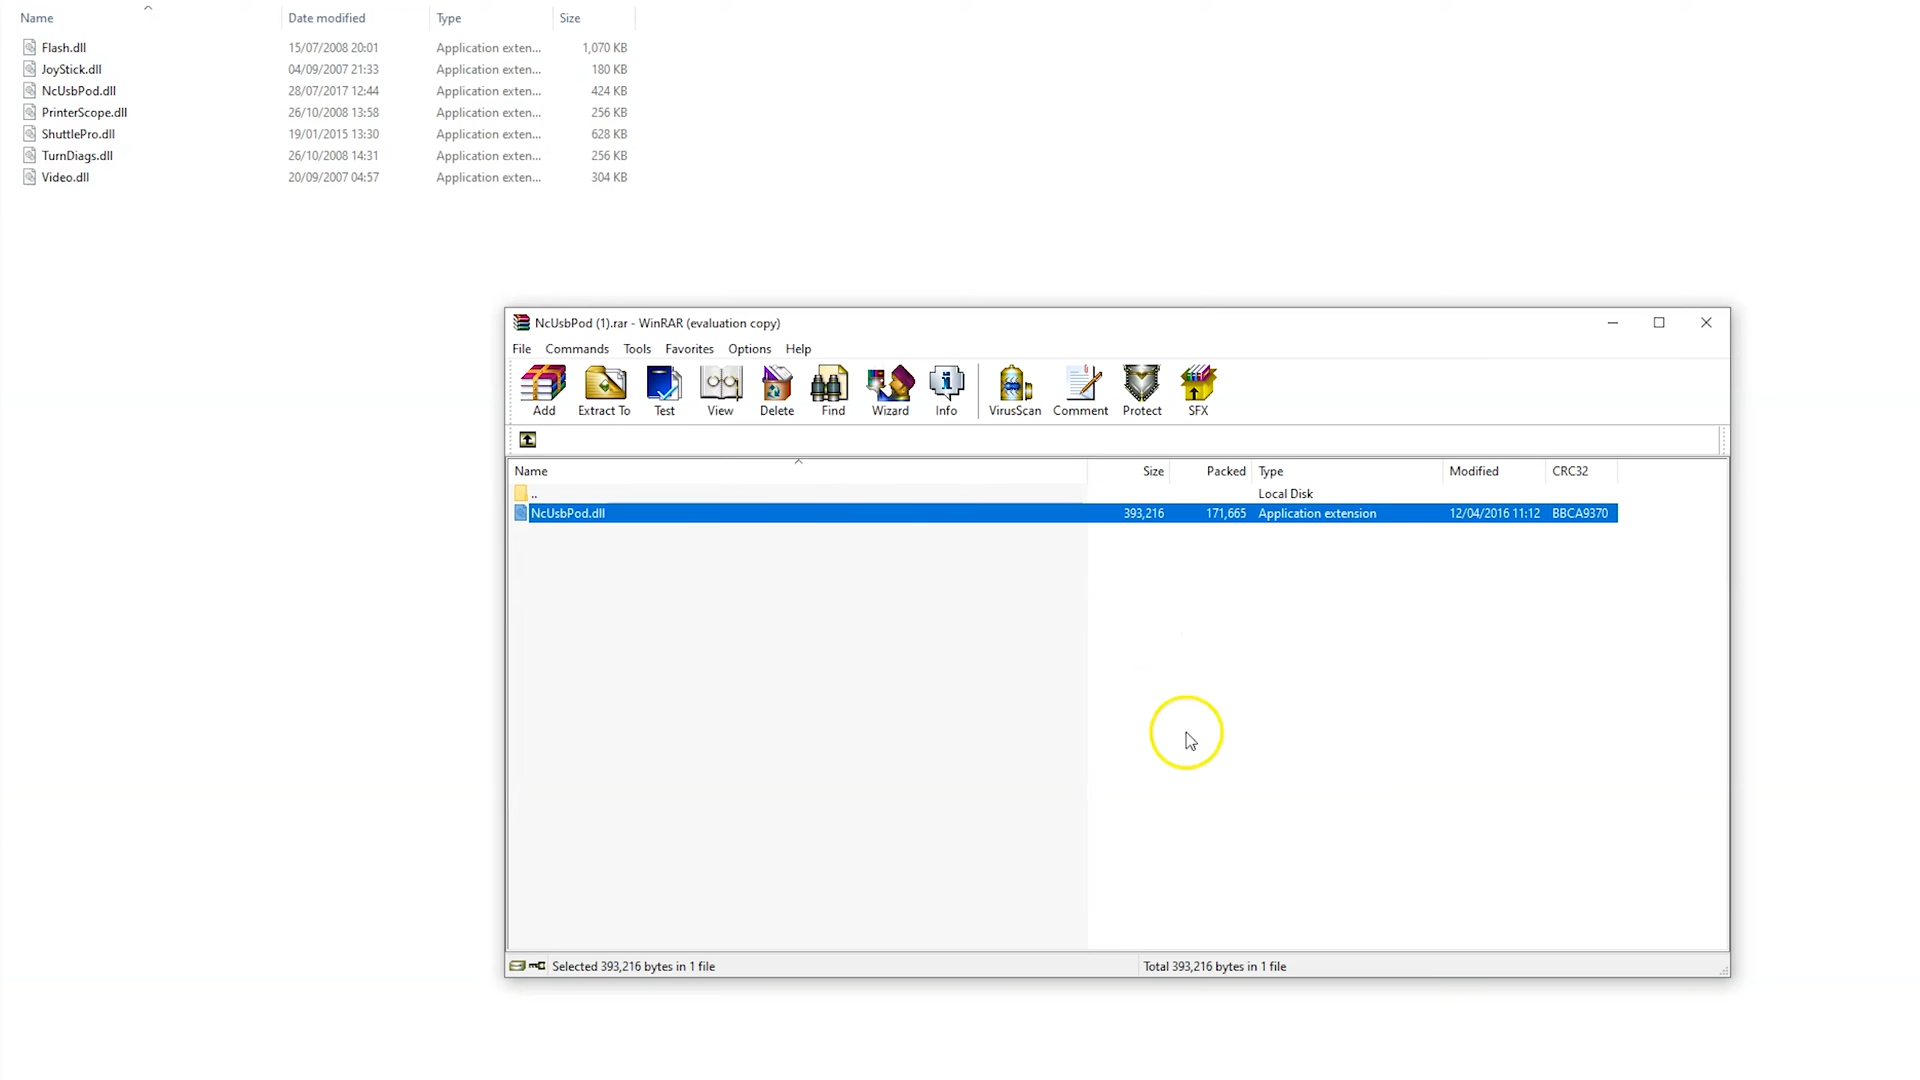 Name Date modified Type Size
Flash.dll 15/07/2008 20:01 Application exten... 1,070 KB
JoyStick.dll 04/09/2007 21:33 Application exten... 180 KB
NcUsbPod.dll 28/07/2017 12:44 Application exten... 424 KB
PrinterScope.dll 26/10/2008 13:58 Application exten... 256 KB
ShuttlePro.dll 19/01/2015 13:30 Application exten... 628 KB
TurnDiags.dll 26/10/2008 14:31 Application exten... 256 KB
Video.dll 20/09/2007 04:57 Application exten... 304 KB
NcUsbPod (1).rar - WinRAR (evaluation copy)
File Commands Tools Favorites Options Help
Add Extract To Test View Delete Find Wizard Info VirusScan Comment Protect SFX
Name Size Packed Type Modified CRC32
.. Local Disk
NcUsbPod.dll 393,216 171,665 Application extension 12/04/2016 11:12 BBCA9370
Selected 393,216 bytes in 1 file Total 393,216 bytes in 1 file